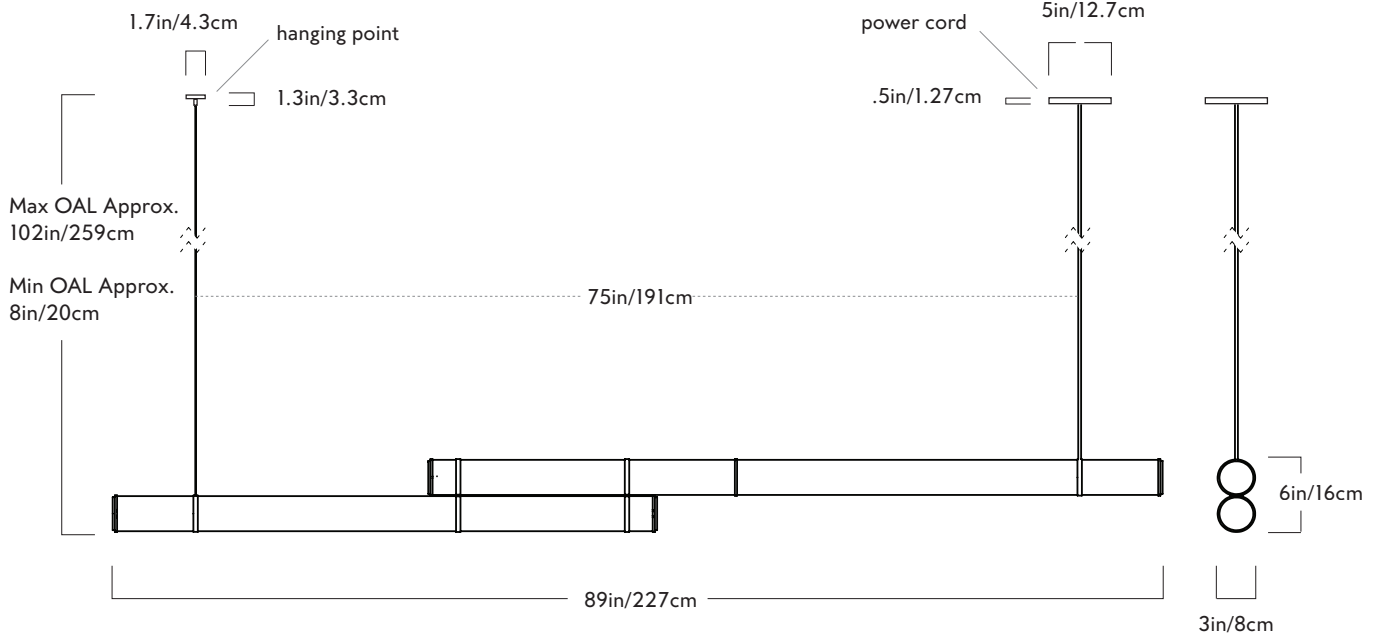 1.7in/4.3cm
hanging point
1.3in/3.3cm
power cord
5in/12.7cm
.5in/1.27cm
Max OAL Approx.
102in/259cm
Min OAL Approx.
8in/20cm
75in/191cm
6in/16cm
89in/227cm
3in/8cm